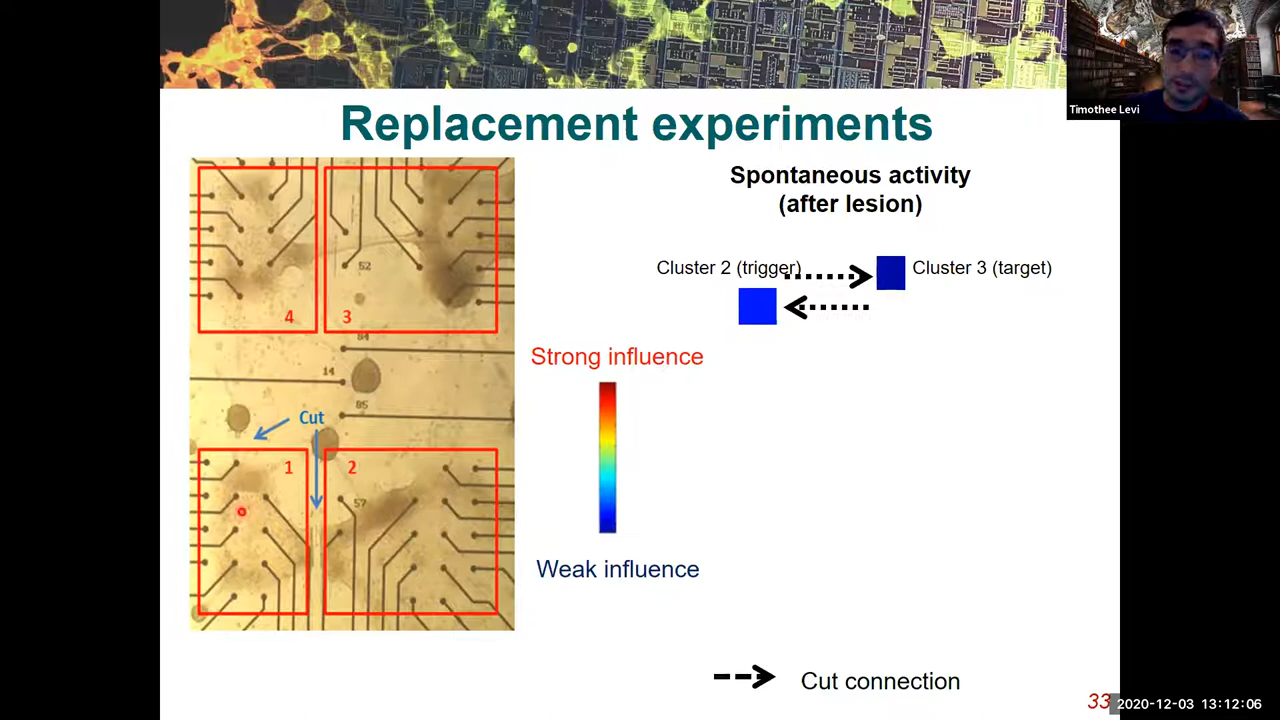 Timothee Levi
Replacement experiments
Spontaneous activity
(after lesion)
Cluster 2 (trigger)
Cluster 3 (target)
52
4
3
84
14
85
Cut
1
2
57
Strong influence
Weak influence
Cut connection
33
2020-12-03 13:12:06